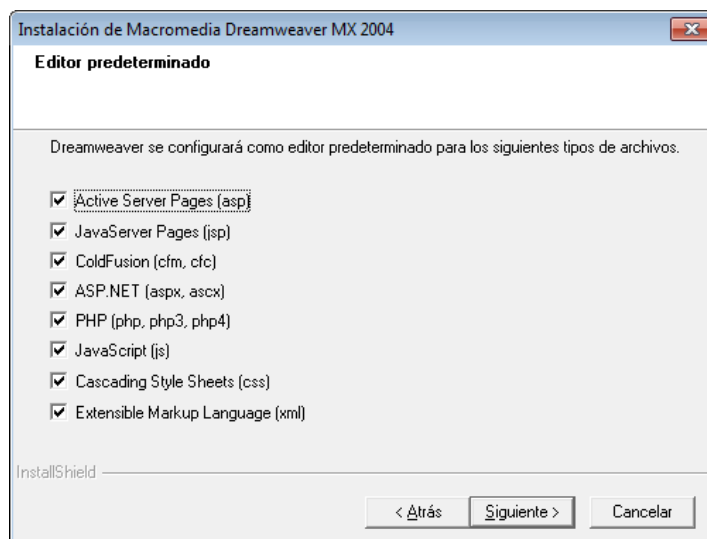 Instalación de Macromedia Dreamweaver MX 2004
Editor predeterminado
Dreamweaver se configurará como editor predeterminado para los siguientes tipos de archivos.
Active Server Pages (asp)
JavaServer Pages (jsp)
ColdFusion (cfm, cfc)
ASP.NET (aspx, ascx)
PHP (php, php3, php4)
JavaScript (js)
Cascading Style Sheets (css)
Extensible Markup Language (xml)
InstallShield
< Atrás
Siguiente >
Cancelar